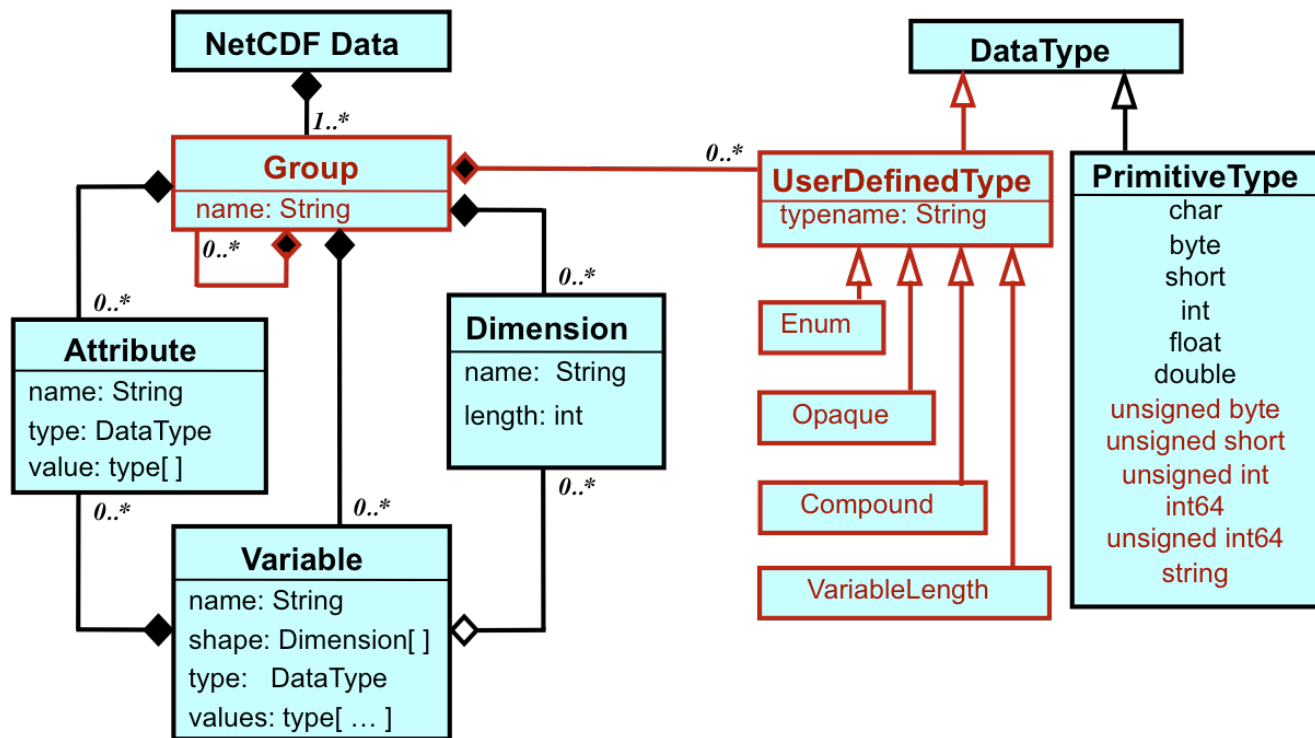 NetCDF Data
1..*
Group
name: String
0..*
0..*
Attribute
name: String
type: DataType
value: type[ ]
0..*
0..*
Dimension
name: String
length: int
0..*
0..*
Variable
name: String
shape: Dimension[ ]
type: DataType
values: type[ … ]
DataType
0..*
UserDefinedType
typename: String
Enum
Opaque
Compound
VariableLength
PrimitiveType
char
byte
short
int
float
double
unsigned byte
unsigned short
unsigned int
int64
unsigned int64
string